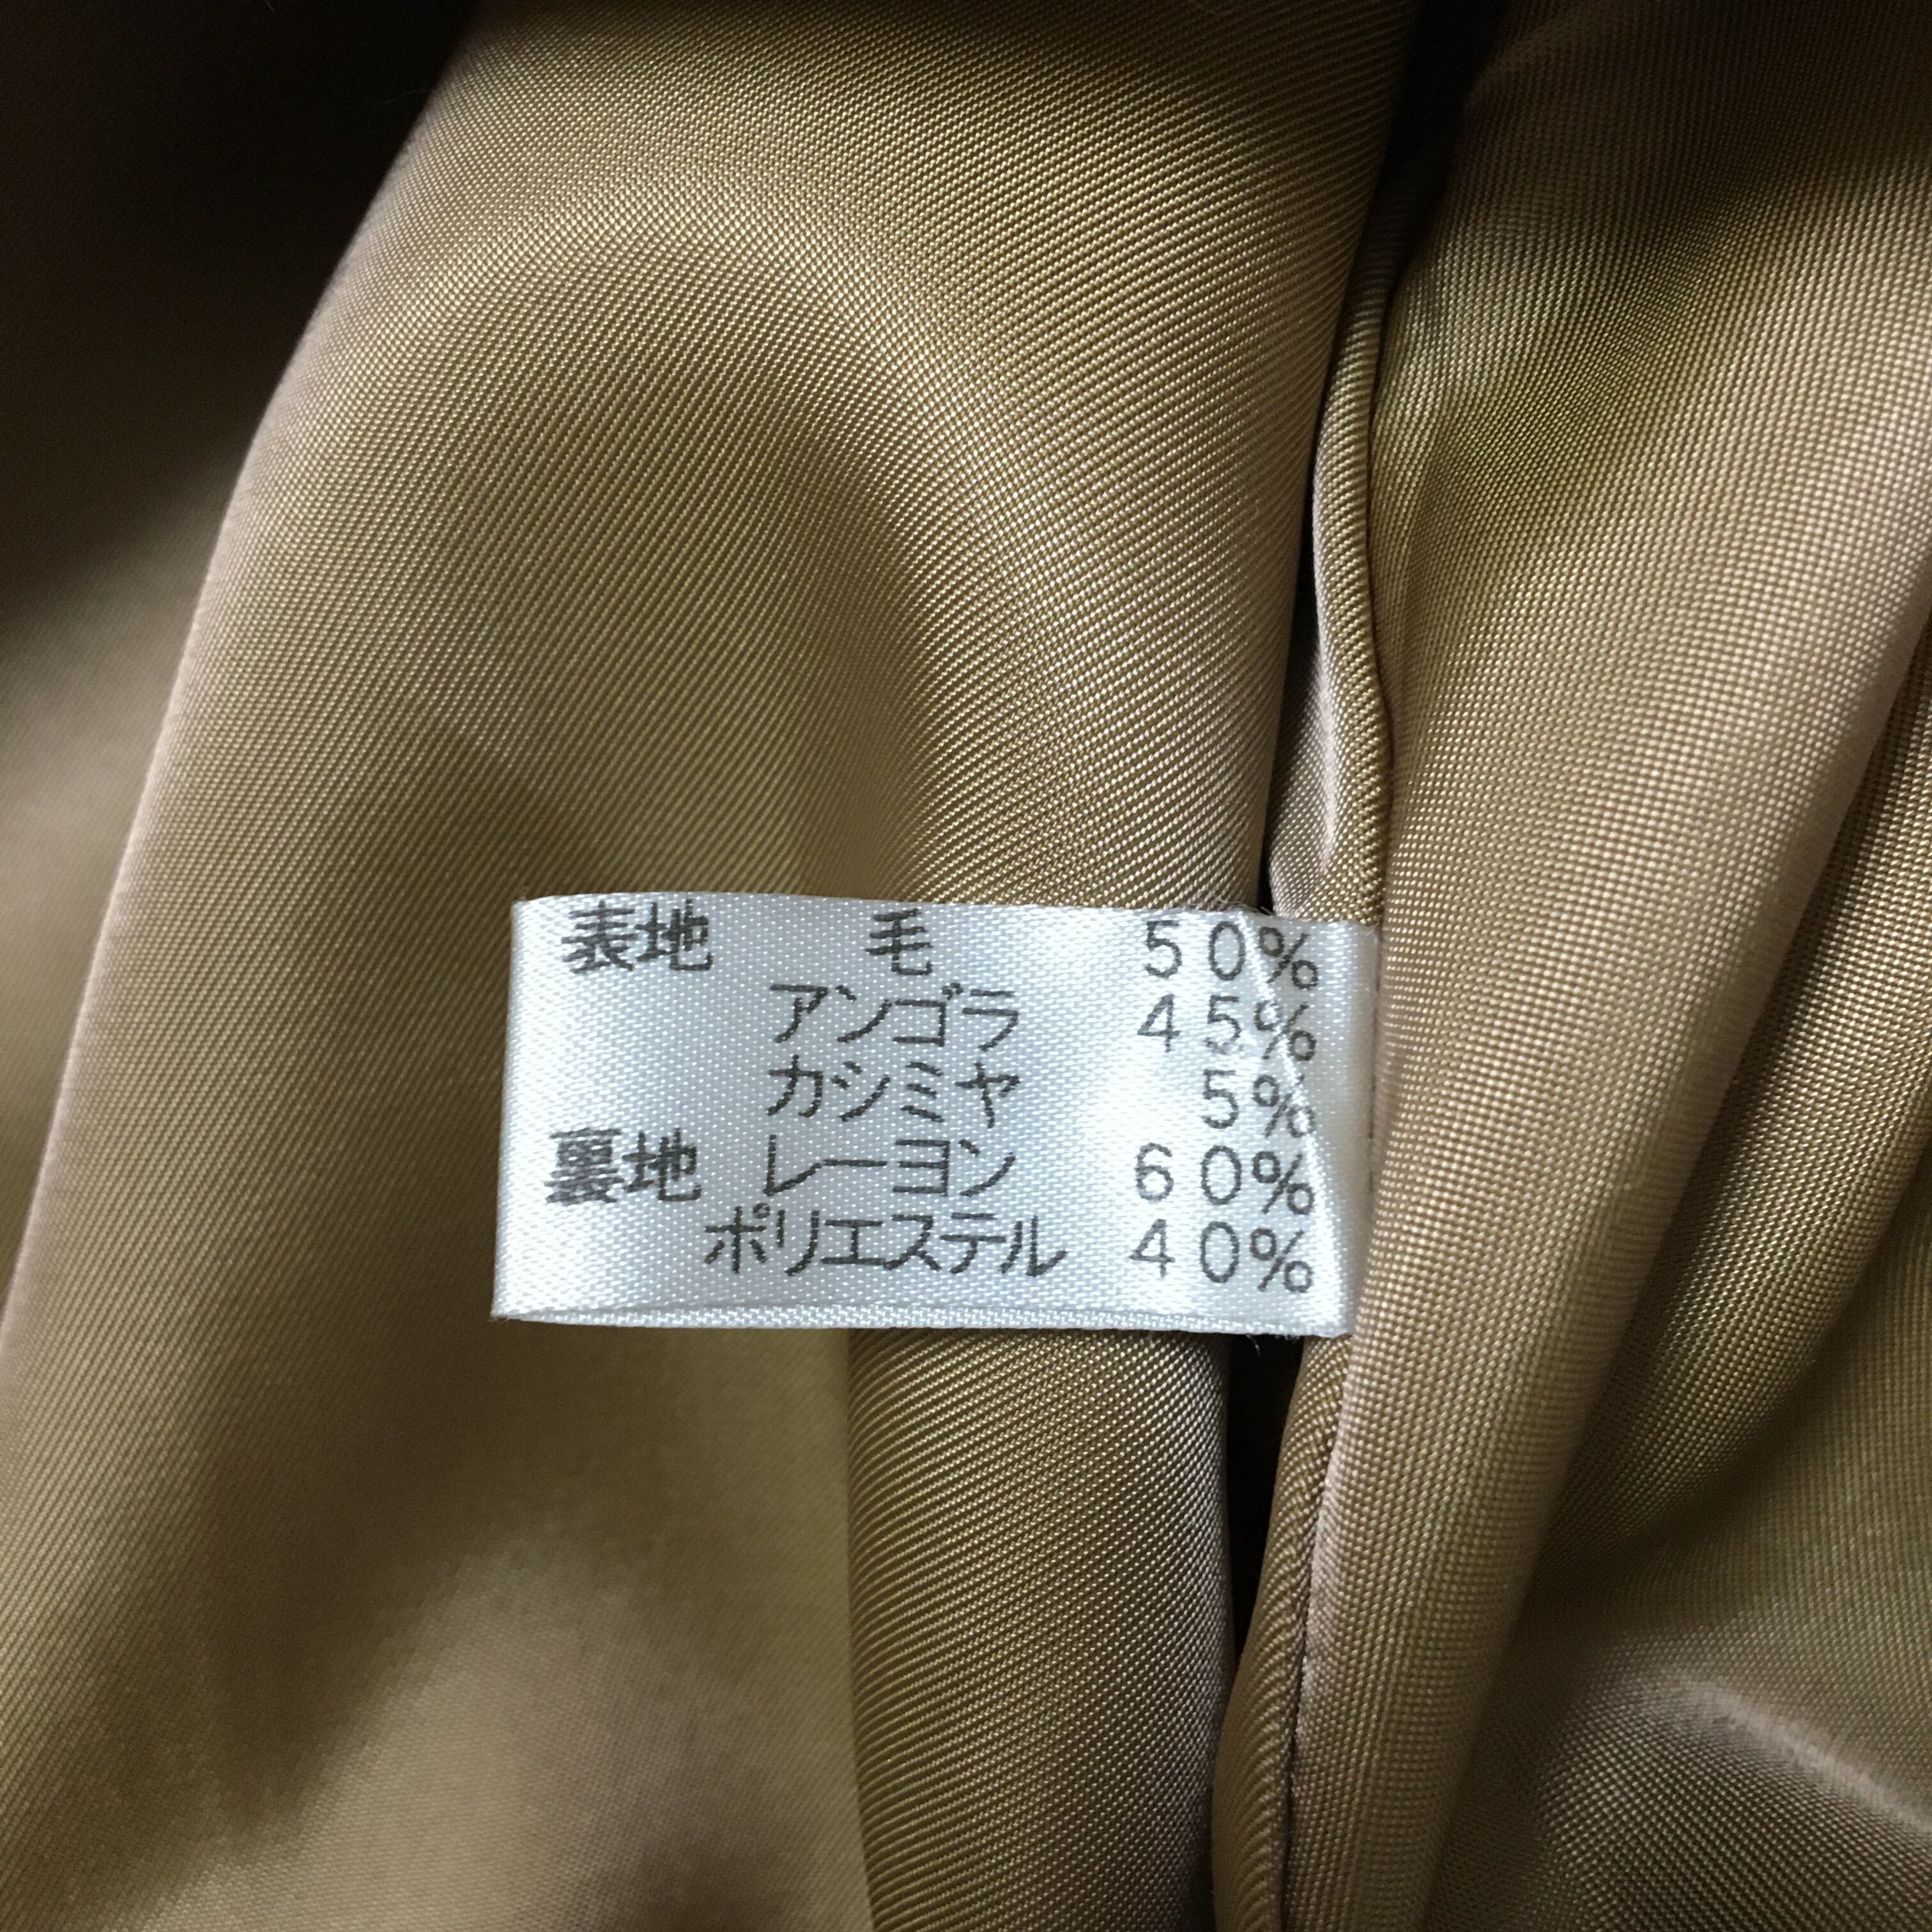 表地 毛 50%
アンゴラ 45%
カシミヤ 5%
裏地 レーヨン 60%
ポリエステル 40%